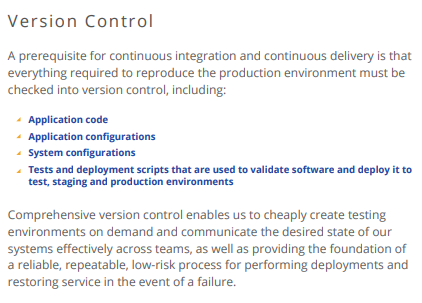 Version Control
A prerequisite for continuous integration and continuous delivery is that
everything required to reproduce the production environment must be
checked into version control, including:
Application code
Application configurations
System configurations
Tests and deployment scripts that are used to validate software and deploy it to
test, staging and production environments
Comprehensive version control enables us to cheaply create testing
environments on demand and communicate the desired state of our
systems effectively across teams, as well as providing the foundation of
a reliable, repeatable, low-risk process for performing deployments and
restoring service in the event of a failure.